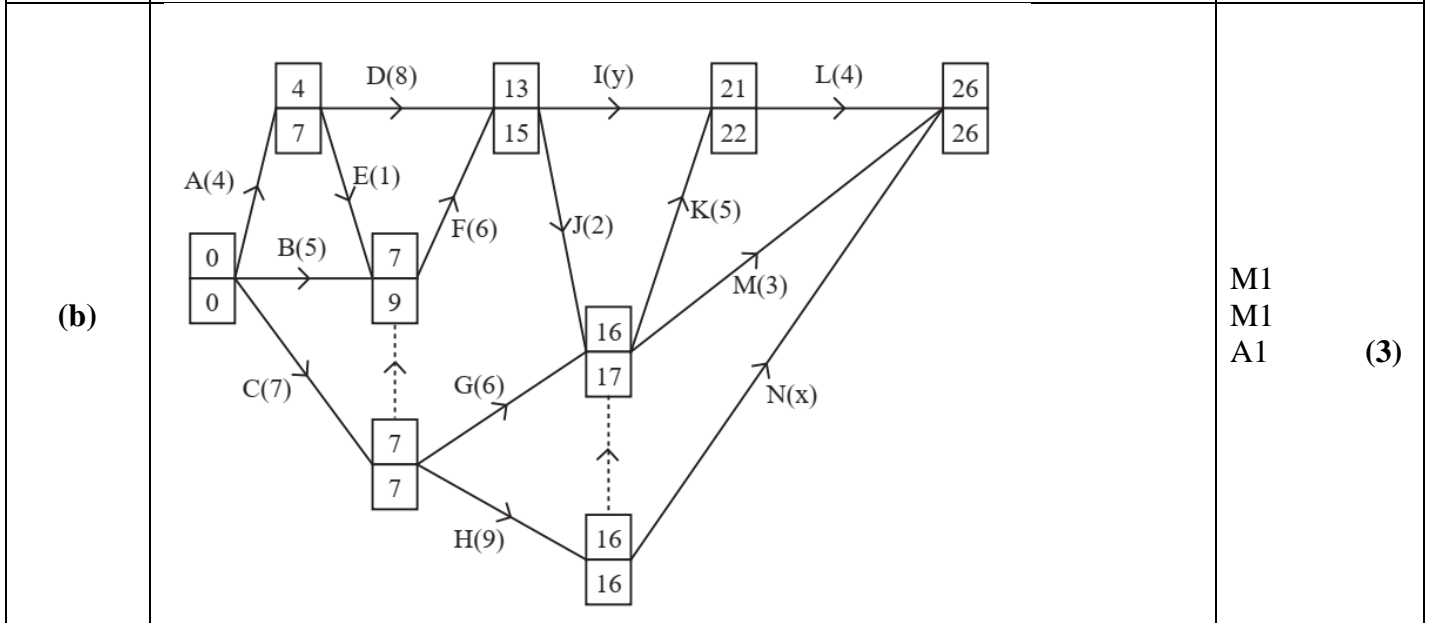 4
D(8)
13
I(y)
21
L(4)
26
7
15
22
26
A(4)
E(1)
F(6)
J(2)
K(5)
0
B(5)
7
0
9
M(3)
(b)
M1
M1
A1 (3)
16
17
C(7)
G(6)
N(x)
7
7
H(9)
16
16